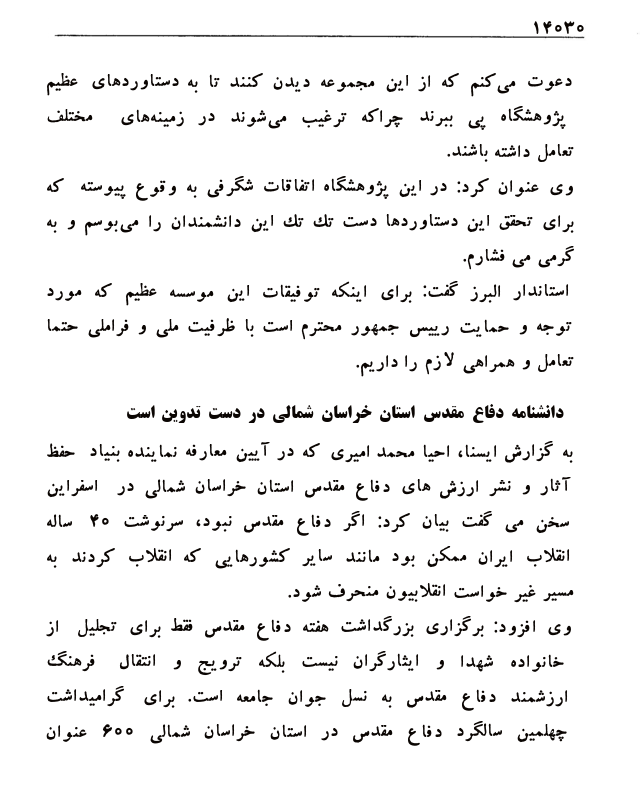 ۱۴۰۳۰
دعوت می‌کنم که از این مجموعه دیدن کنند تا به دستاوردهای عظیم
پژوهشگاه پی ببرند چراکه ترغیب می‌شوند در زمینه‌های مختلف
تعامل داشته باشند.
وی عنوان کرد: در این پژوهشگاه اتفاقات شگرفی به وقوع پیوسته که
برای تحقق این دستاوردها دست تك تك این دانشمندان را می‌بوسم و به
گرمی می فشارم.
استاندار البرز گفت: برای اینکه توفیقات این موسسه عظیم که مورد
توجه و حمایت رییس جمهور محترم است با ظرفیت ملی و فراملی حتما
تعامل و همراهی لازم را داریم.
دانشنامه دفاع مقدس استان خراسان شمالی در دست تدوین است
به گزارش ایسنا، احیا محمد امیری که در آیین معارفه نماینده بنیاد حفظ
آثار و نشر ارزش های دفاع مقدس استان خراسان شمالی در اسفراین
سخن می گفت بیان کرد: اگر دفاع مقدس نبود، سرنوشت ۴۰ ساله
انقلاب ایران ممکن بود مانند سایر کشورهایی که انقلاب کردند به
مسیر غیر خواست انقلابیون منحرف شود.
وی افزود: برگزاری بزرگداشت هفته دفاع مقدس فقط برای تجلیل از
خانواده شهدا و ایثارگران نیست بلکه ترویج و انتقال فرهنگ
ارزشمند دفاع مقدس به نسل جوان جامعه است. برای گرامیداشت
چهلمین سالگرد دفاع مقدس در استان خراسان شمالی ۶۰۰ عنوان